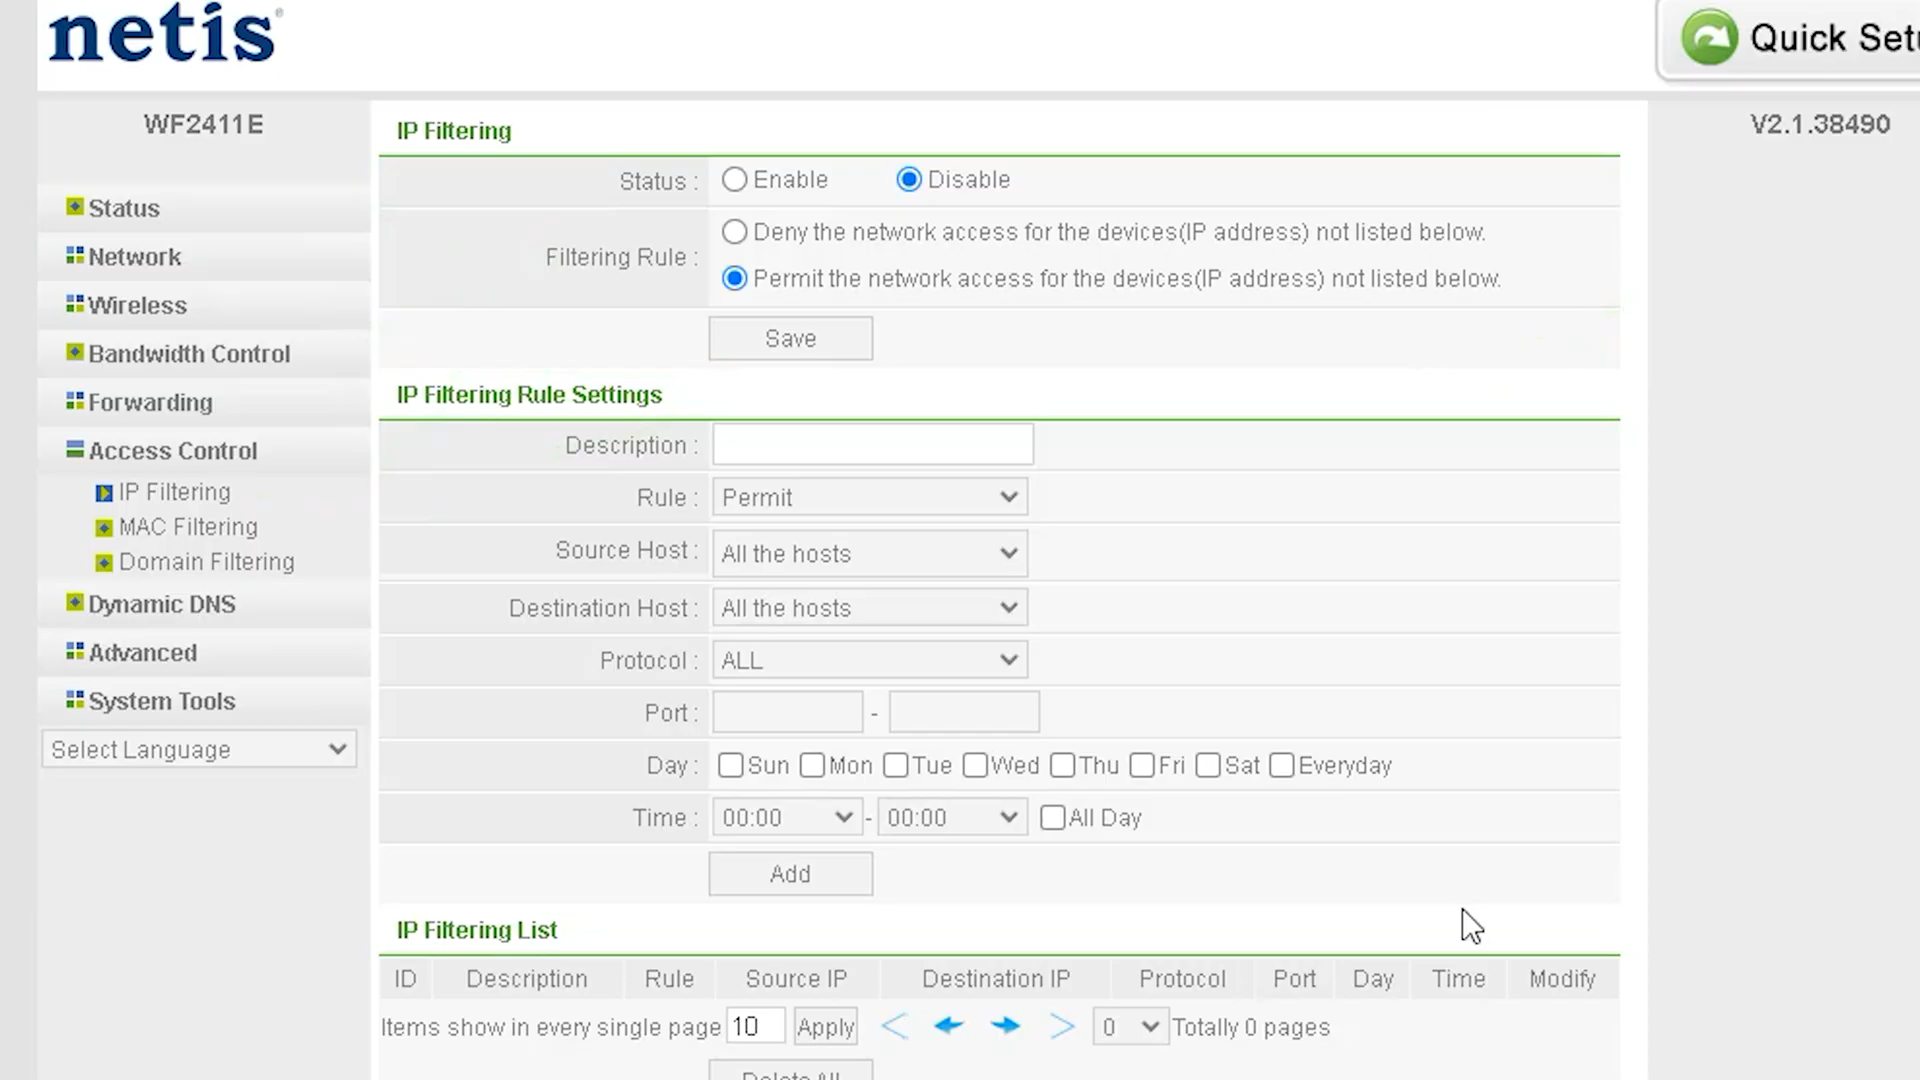 netis®
Quick Setu
WF2411E
V2.1.38490
Status
Network
Wireless
Bandwidth Control
Forwarding
Access Control
IP Filtering
MAC Filtering
Domain Filtering
Dynamic DNS
Advanced
System Tools
Select Language
IP Filtering
Status : Enable Disable
Filtering Rule : Deny the network access for the devices(IP address) not listed below.
Permit the network access for the devices(IP address) not listed below.
Save
IP Filtering Rule Settings
Description :
Rule : Permit
Source Host : All the hosts
Destination Host : All the hosts
Protocol : ALL
Port : -
Day : Sun Mon Tue Wed Thu Fri Sat Everyday
Time : 00:00 - 00:00 All Day
Add
IP Filtering List
ID Description Rule Source IP Destination IP Protocol Port Day Time Modify
Items show in every single page 10 Apply 0 Totally 0 pages
Delete All